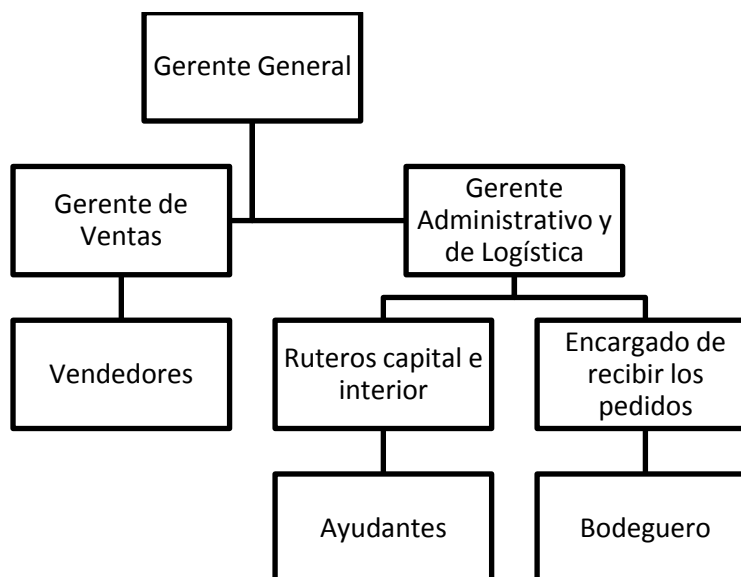 Gerente General
Gerente de
Ventas
Gerente
Administrativo y
de Logística
Vendedores
Ruteros capital e
interior
Encargado de
recibir los
pedidos
Ayudantes
Bodeguero